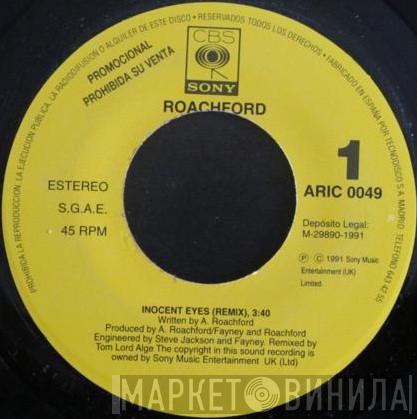 RESERVADOS TODOS LOS DERECHOS • FABRICADO EN ESPAÑA POR TECNODISCO S.A. MADRID. TELEFONO 643 42 55
PROHIBIDA LA REPRODUCCION, LA EJECUCION PUBLICA, LA RADIODIFUSION O ALQUILER DE ESTE DISCO •
CBS
SONY
PROMOCIONAL
PROHIBIDA SU VENTA
ROACHFORD
1
ESTEREO
ARIC 0049
S.G.A.E.
Depósito Legal:
45 RPM
M-29890-1991
P C 1991 Sony Music
Entertainment (UK)
Limited.
INOCENT EYES (REMIX), 3:40
Written by A. Roachford
Produced by A. Roachford/Fayney and Roachford
Engineered by Steve Jackson and Fayney. Remixed by
Tom Lord Alge The copyright in this sound recording is
owned by Sony Music Entertainment UK (Ltd)
МАРКЕТ ВИНИЛА